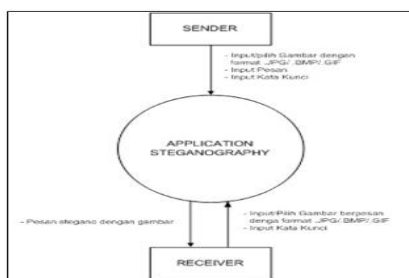 SENDER
- Input/pilih Gambar dengan
format .JPG/ .BMP/.GIF
- Input Pesan
- Input Kata Kunci
APPLICATION
STEGANOGRAPHY
- Pesan stegano dengan gambar
- Input/Pilih Gambar berpesan
denga format .JPG/ .BMP/.GIF
- Input Kata Kunci
RECEIVER